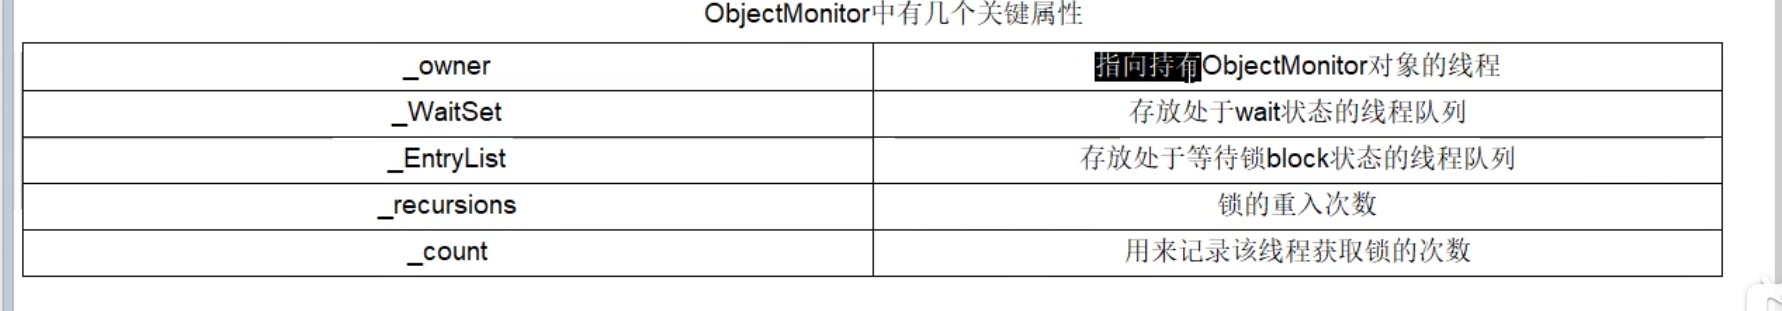 ObjectMonitor中有几个关键属性
_owner 指向持有ObjectMonitor对象的线程
_WaitSet 存放处于wait状态的线程队列
_EntryList 存放处于等待锁block状态的线程队列
_recursions 锁的重入次数
_count 用来记录该线程获取锁的次数